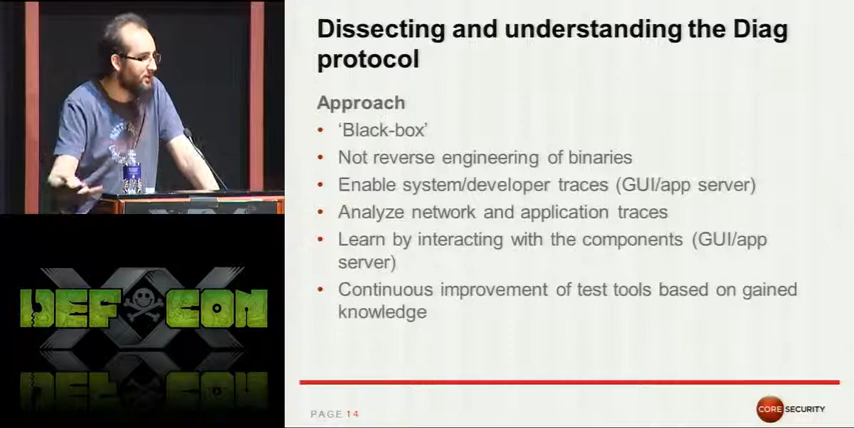 Dissecting and understanding the Diag
protocol
Approach
• 'Black-box'
• Not reverse engineering of binaries
• Enable system/developer traces (GUI/app server)
• Analyze network and application traces
• Learn by interacting with the components (GUI/app
server)
• Continuous improvement of test tools based on gained
knowledge
DEF CON
XX
PAGE 14
CORE SECURITY